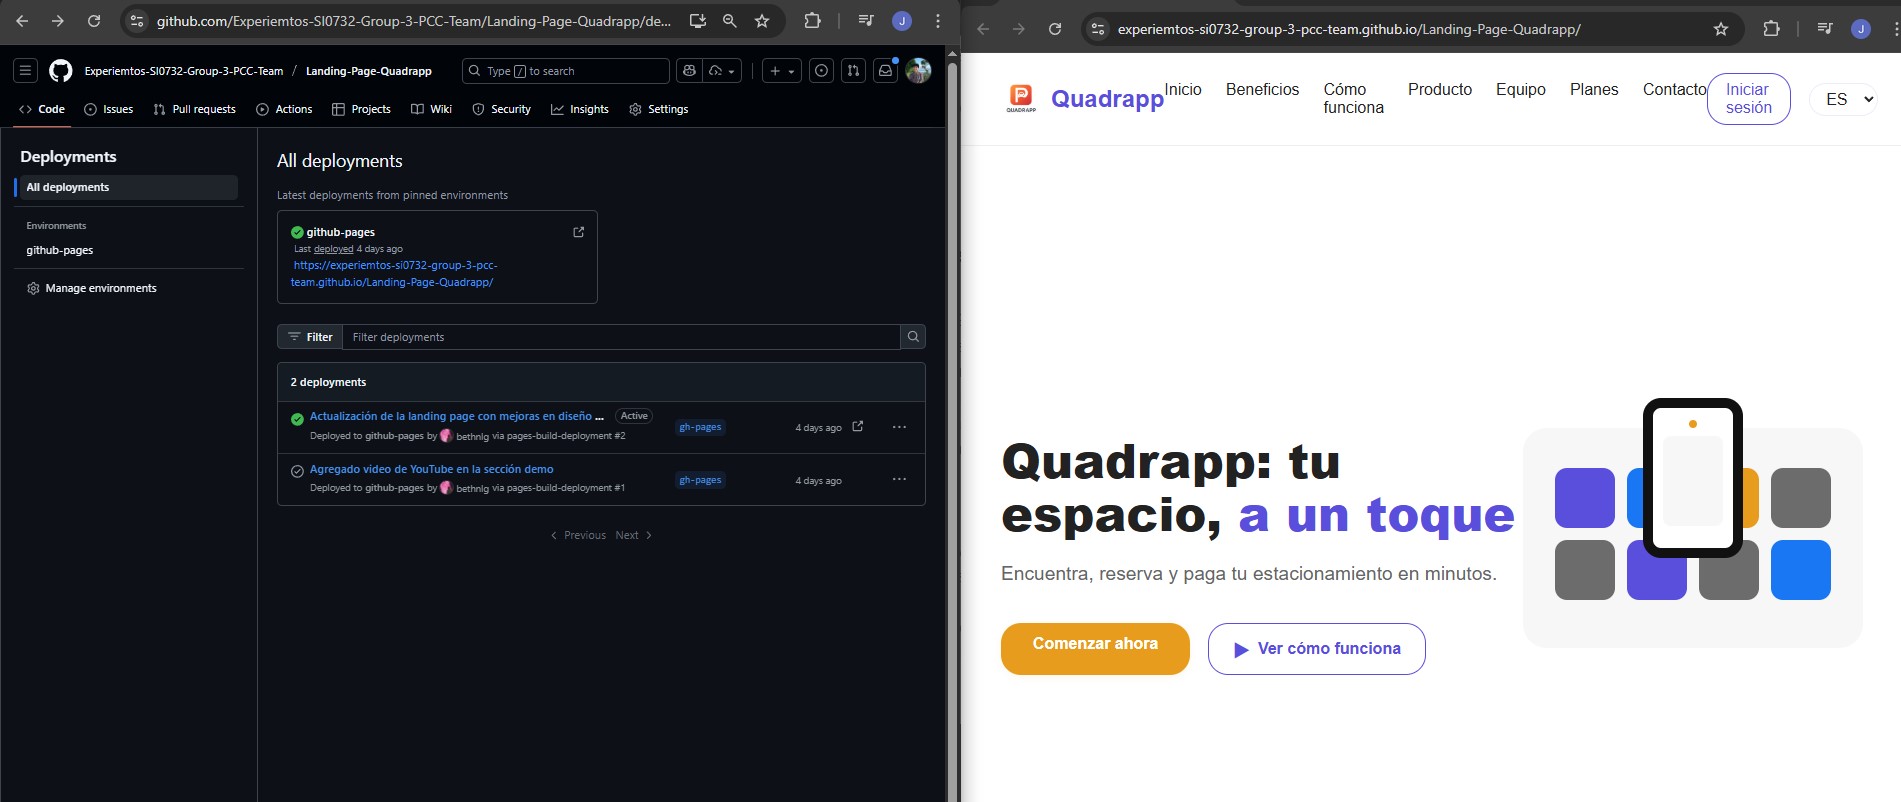 github.com/Experiemtos-SI0732-Group-3-PCC-Team/Landing-Page-Quadrapp/de...
J
Experiemtos-SI0732-Group-3-PCC-Team / Landing-Page-Quadrapp
Type / to search
Code
Issues
Pull requests
Actions
Projects
Wiki
Security
Insights
Settings
Deployments
All deployments
Environments
github-pages
Manage environments
All deployments
Latest deployments from pinned environments
github-pages
Last deployed 4 days ago
https://experiemtos-si0732-group-3-pcc-
team.github.io/Landing-Page-Quadrapp/
Filter
Filter deployments
2 deployments
Actualización de la landing page con mejoras en diseño ... Active
Deployed to github-pages by bethnlg via pages-build-deployment #2
gh-pages
4 days ago
Agregado video de YouTube en la sección demo
Deployed to github-pages by bethnlg via pages-build-deployment #1
gh-pages
4 days ago
Previous Next
experiemtos-si0732-group-3-pcc-team.github.io/Landing-Page-Quadrapp/
J
P
QUADRAPP
Quadrapp
Inicio
Beneficios
Cómo
funciona
Producto
Equipo
Planes
Contacto
Iniciar
sesión
ES
Quadrapp: tu
espacio, a un toque
Encuentra, reserva y paga tu estacionamiento en minutos.
Comenzar ahora
Ver cómo funciona